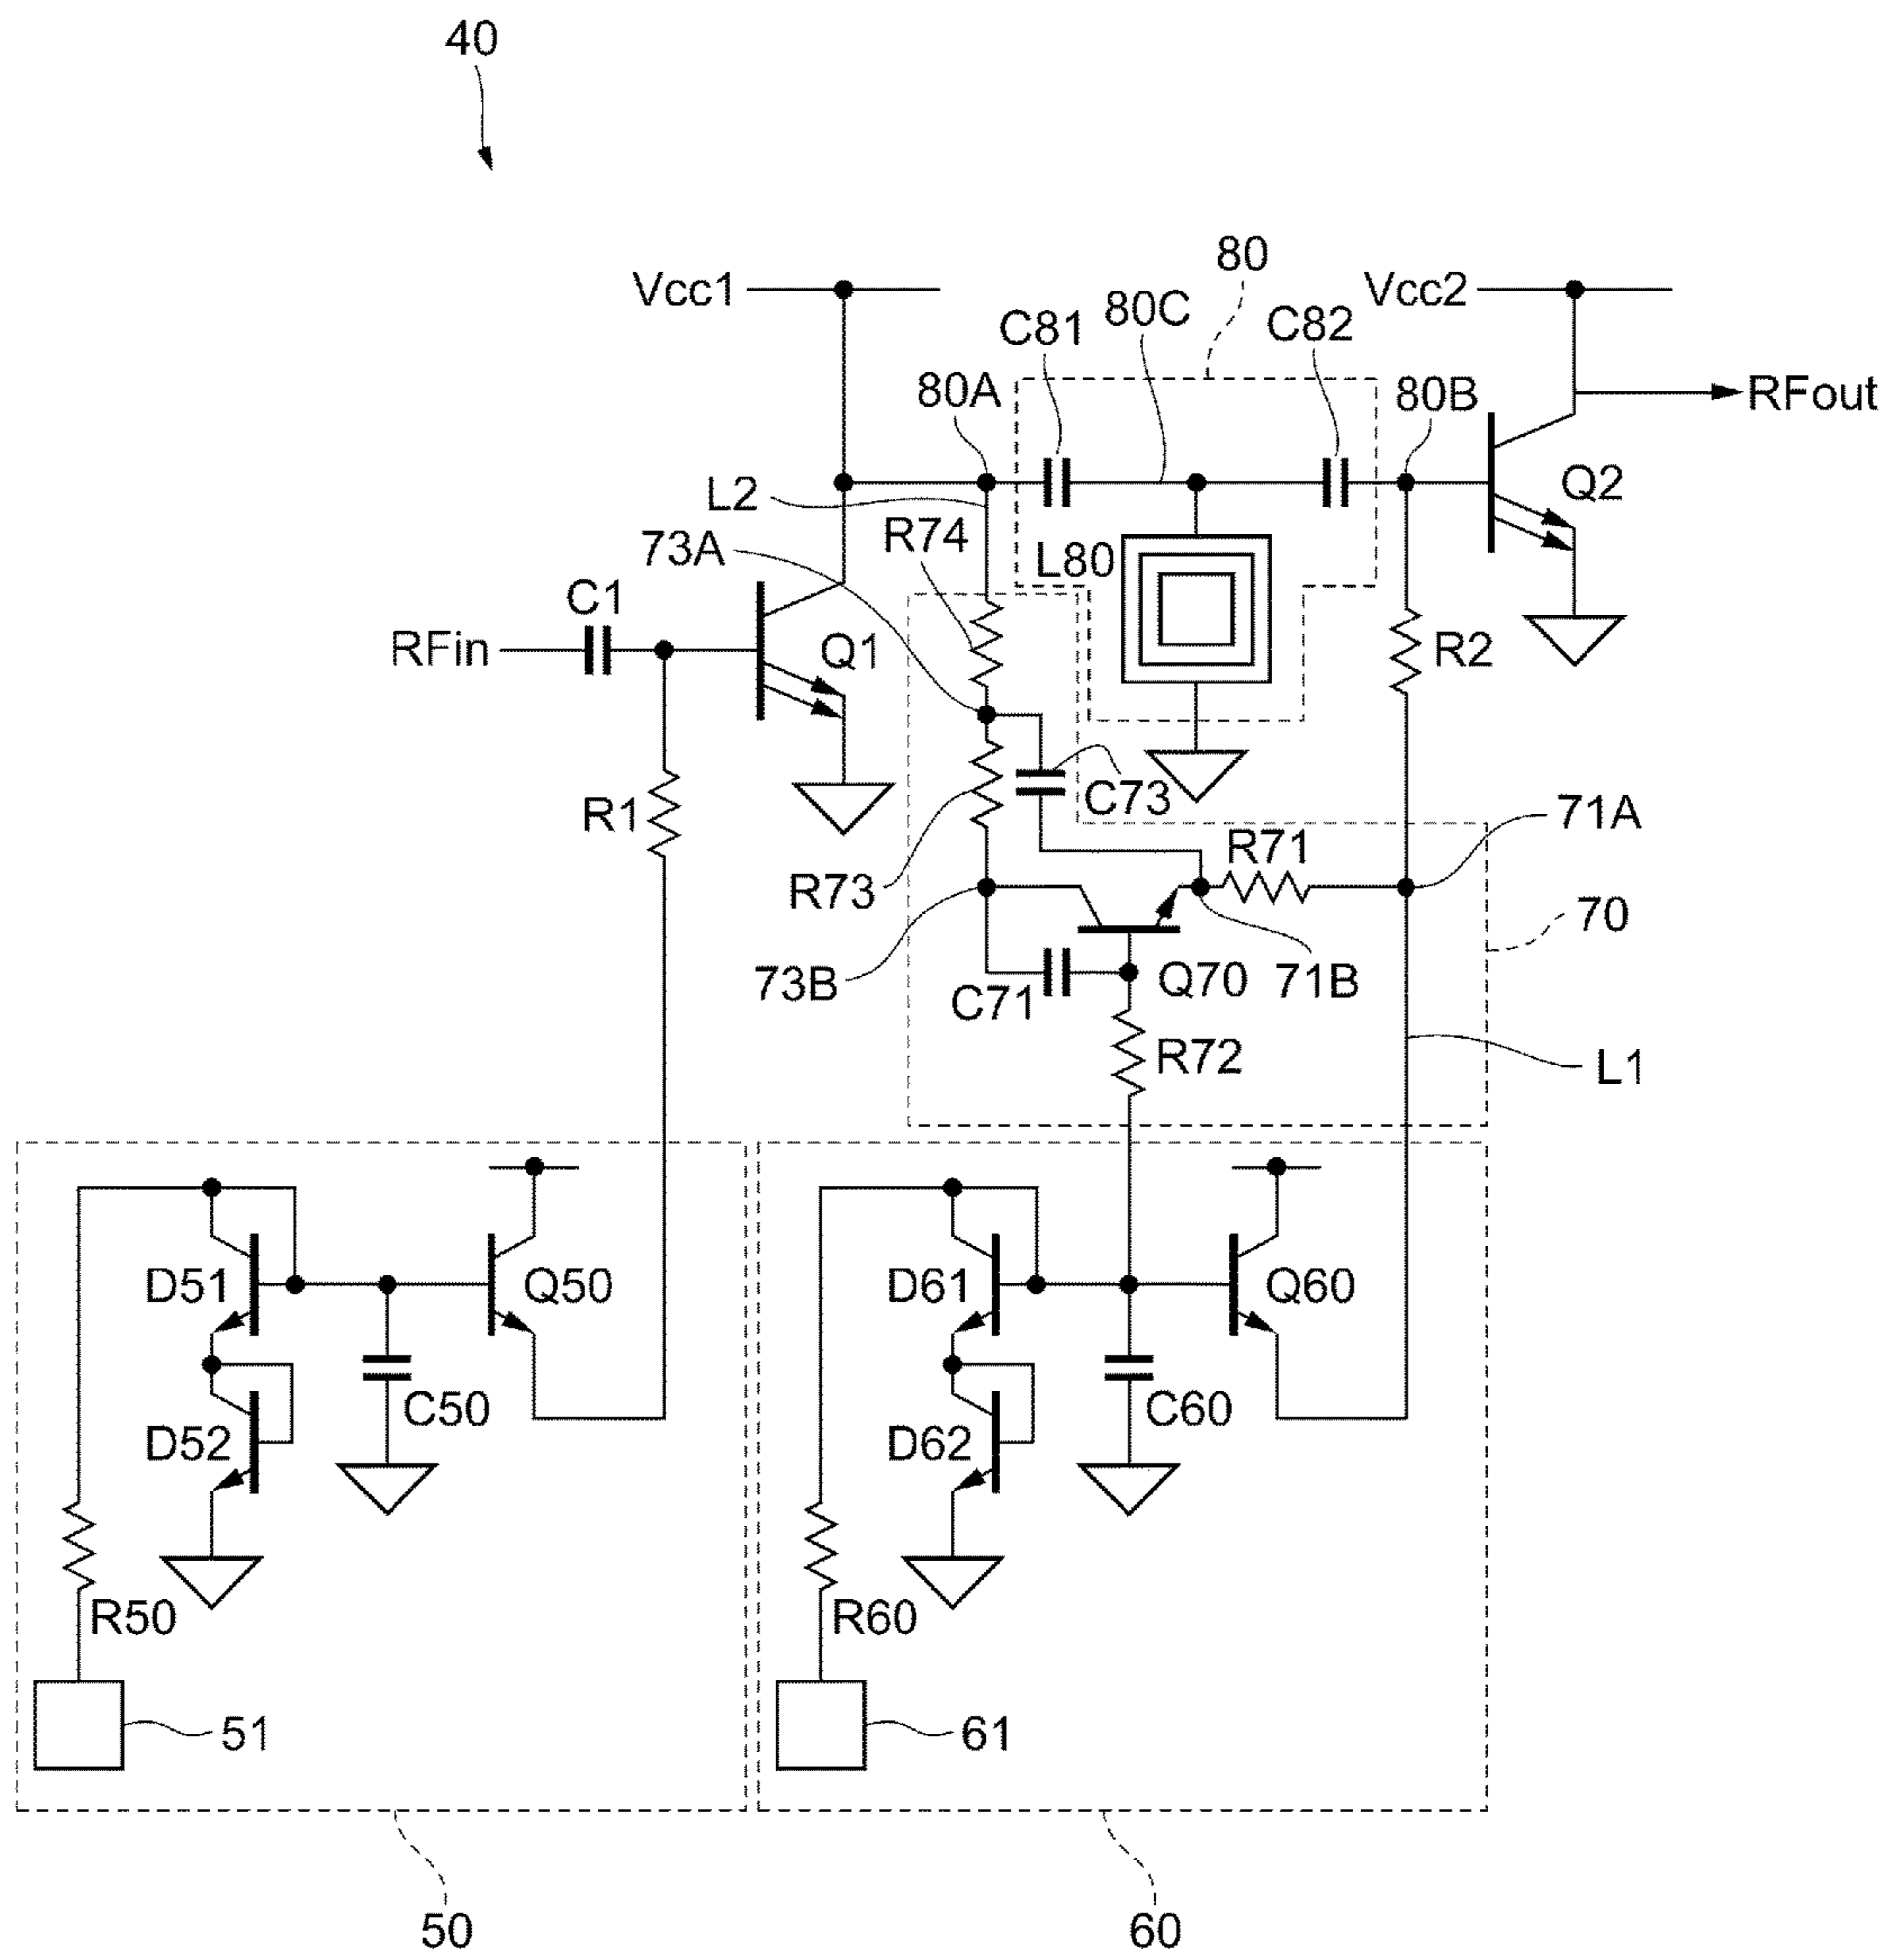 40
80
Vcc1
80C
Vcc2
C81
C82
80A
80B
RFout
L2
Q2
73A
R74
L80
C1
RFin
Q1
R2
R1
C73
71A
R71
R73
70
73B
C71
Q70
71B
R72
L1
D51
Q50
D61
Q60
C50
C60
D52
D62
R50
R60
51
61
50
60